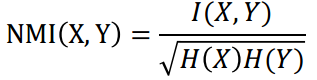 NMI(X, Y) = I(X, Y) / √H(X)H(Y)